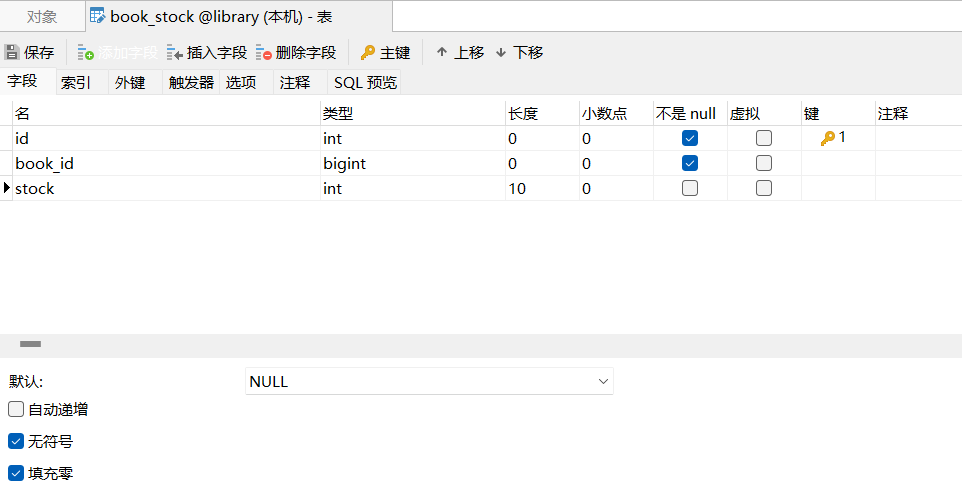 对象 book_stock @library (本机) - 表
保存 添加字段 插入字段 删除字段 主键 上移 下移
字段 索引 外键 触发器 选项 注释 SQL 预览
名 类型 长度 小数点 不是 null 虚拟 键 注释
id int 0 0 1
book_id bigint 0 0
stock int 10 0
默认: NULL
自动递增
无符号
填充零